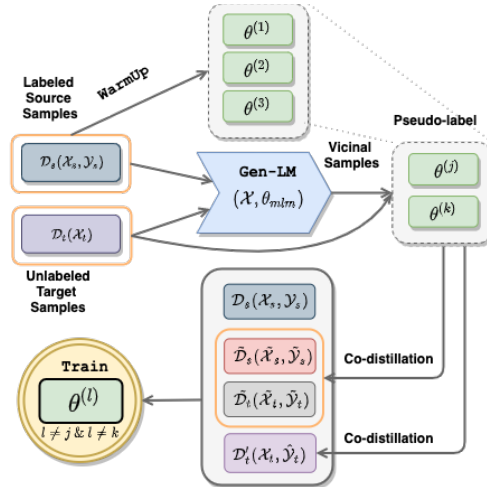 θ^(1)
θ^(2)
θ^(3)
Labeled
Source
Samples
WarmUp
𝒟_s(𝒳_s, 𝒴_s)
Gen-LM
(𝒳, θ_mlm)
Vicinal
Samples
Pseudo-label
θ^(j)
θ^(k)
𝒟_t(𝒳_t)
Unlabeled
Target
Samples
𝒟_s(𝒳_s, 𝒴_s)
𝒟̃_s(𝒳̃_s, 𝒴̃_s)
𝒟̃_t(𝒳̃_t, 𝒴̃_t)
𝒟′_t(𝒳_t, 𝒴̂_t)
Co-distillation
Co-distillation
Train
θ^(l)
l ≠ j & l ≠ k